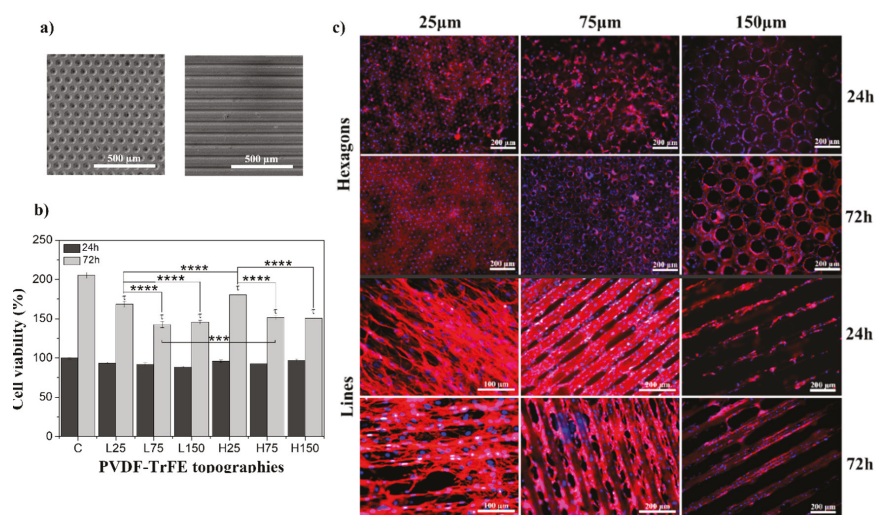 a)
500 µm
500 µm
b)
24h
72h
****
****
****
****
****
***
τ
τ
τ
τ
τ
τ
250
200
150
100
50
0
Cell viability (%)
C L25 L75 L150 H25 H75 H150
PVDF-TrFE topographies
c)
25µm 75µm 150µm
Hexagons
24h
200 µm 200 µm 200 µm
72h
200 µm 200 µm 200 µm
Lines
24h
100 µm 200 µm 200 µm
72h
100 µm 200 µm 200 µm